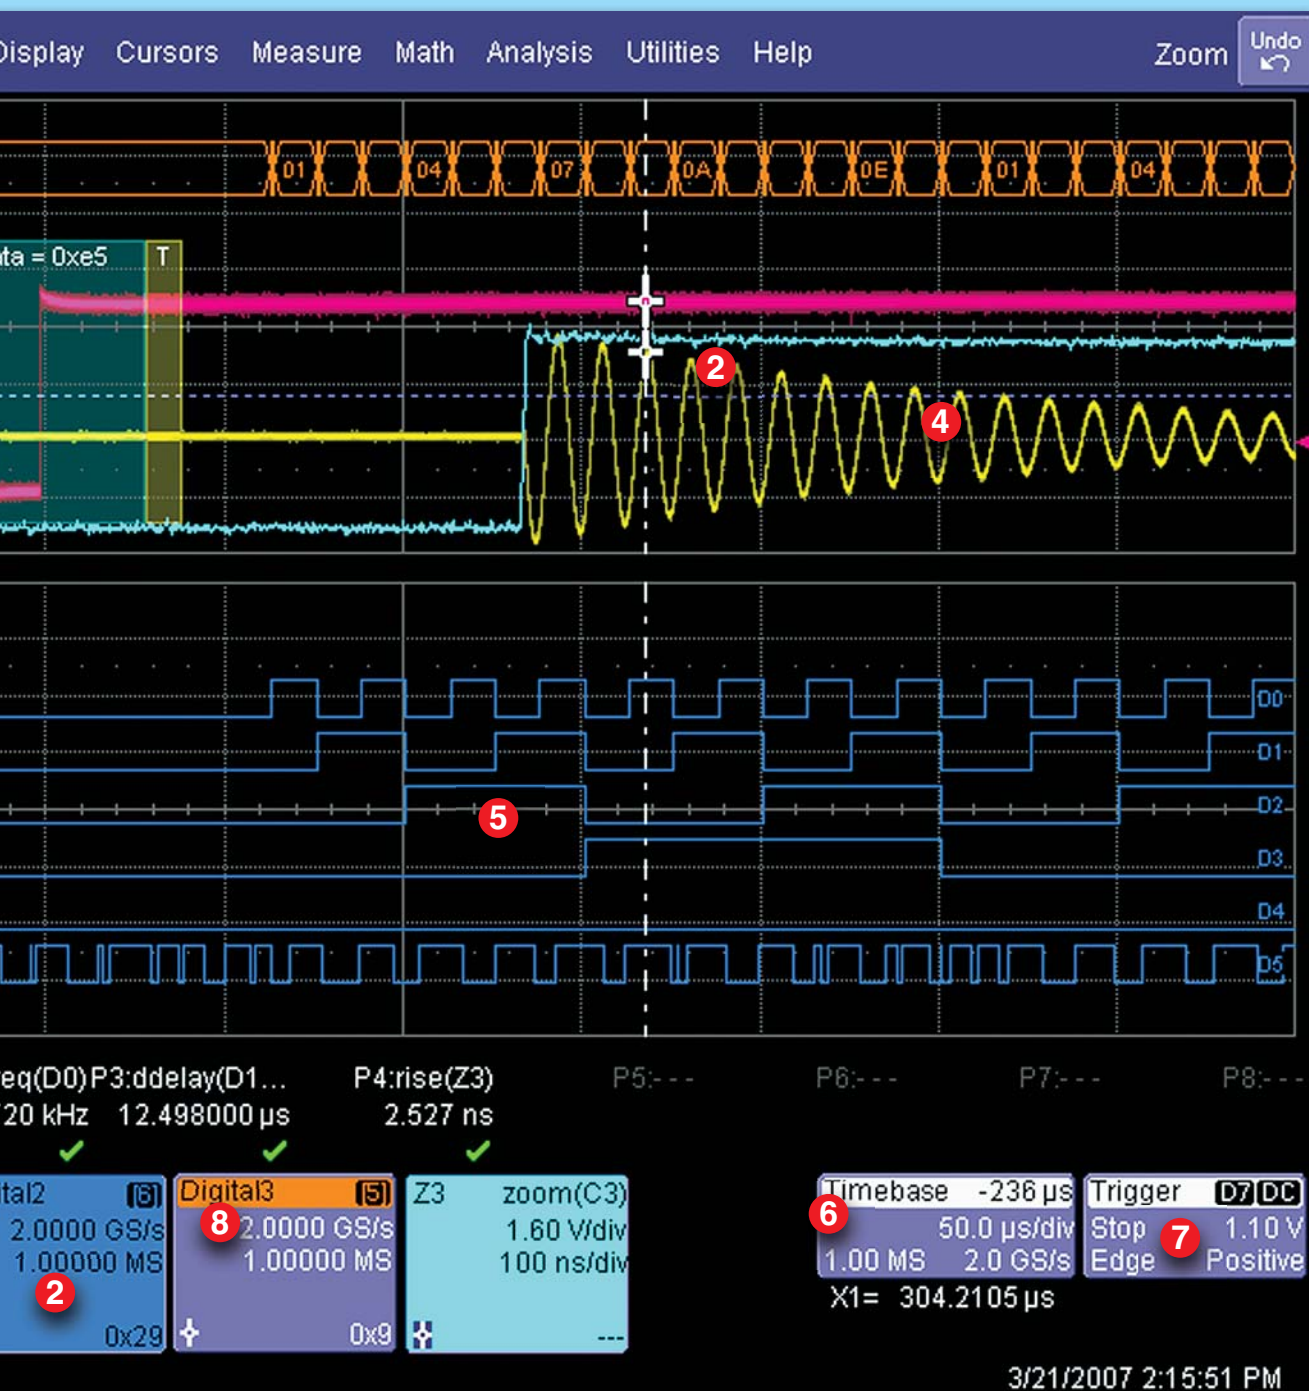 Display Cursors Measure Math Analysis Utilities Help Zoom Undo
01 04 07 0A 0E 01 04
ta = 0xe5 T
2
4
D0
D1
5 D2
D3
D4
D5
eq(D0) P3:ddelay(D1... P4:rise(Z3) P5:--- P6:--- P7:--- P8:---
20 kHz 12.498000 µs 2.527 ns
tal2 (6) Digital3 (5) Z3 zoom(C3) Timebase -236 µs Trigger D7 DC
2.0000 GS/s 8 2.0000 GS/s 1.60 V/div 6 50.0 µs/div Stop 7 1.10 V
1.00000 MS 1.00000 MS 100 ns/div 1.00 MS 2.0 GS/s Edge Positive
2 X1= 304.2105 µs
0x29 0x9 ---
3/21/2007 2:15:51 PM